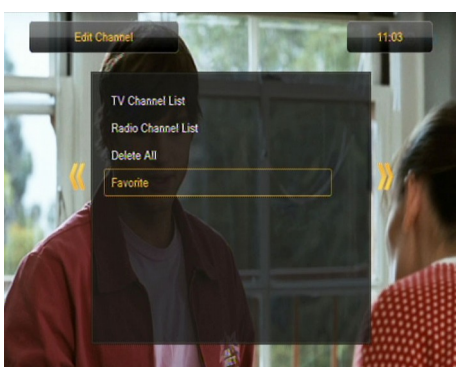 Edit Channel
11:03
TV Channel List
Radio Channel List
Delete All
Favorite